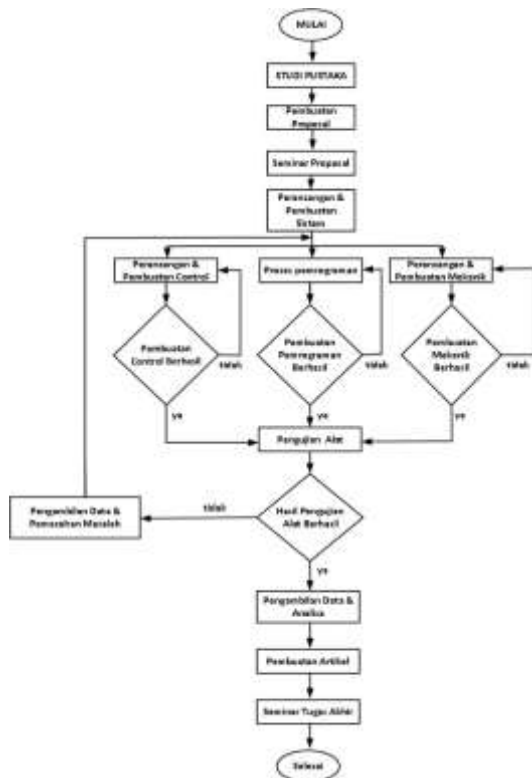 MULAI
STUDI PUSTAKA
Pembuatan
Proposal
Seminar Proposal
Perancangan &
Pembuatan
Sistem
Perancangan &
Pembuatan Control
Proses pemrograman
Perancangan &
Pembuatan Mekanik
Pembuatan
Control Berhasil
tidak
Pembuatan
Pemrograman
Berhasil
tidak
Pembuatan
Mekanik
Berhasil
tidak
ya
ya
ya
Pengujian Alat
Hasil Pengujian
Alat Berhasil
tidak
Pengambilan Data &
Pemecahan Masalah
ya
Pengambilan Data &
Analisa
Pembuatan Artikel
Seminar Tugas Akhir
Selesai